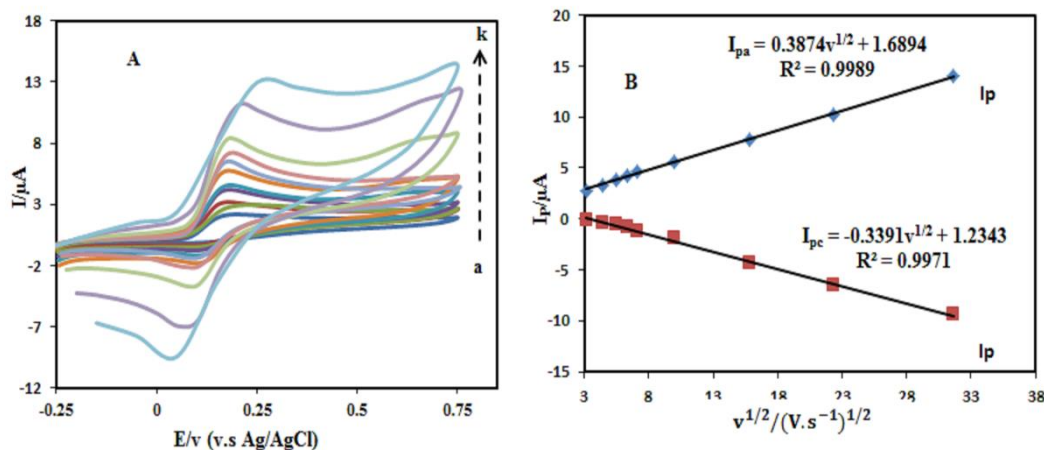 18
13
8
3
-2
-7
-12
-0.25
0
0.25
0.5
0.75
A
k
a
I/μA
E/v (v.s Ag/AgCl)
15
10
5
0
-5
-10
-15
3
8
13
18
23
28
33
38
B
Ipa = 0.3874v1/2 + 1.6894
R² = 0.9989
Ip
Ipc = -0.3391v1/2 + 1.2343
R² = 0.9971
Ip
IP/μA
v1/2/(V.s−1)1/2